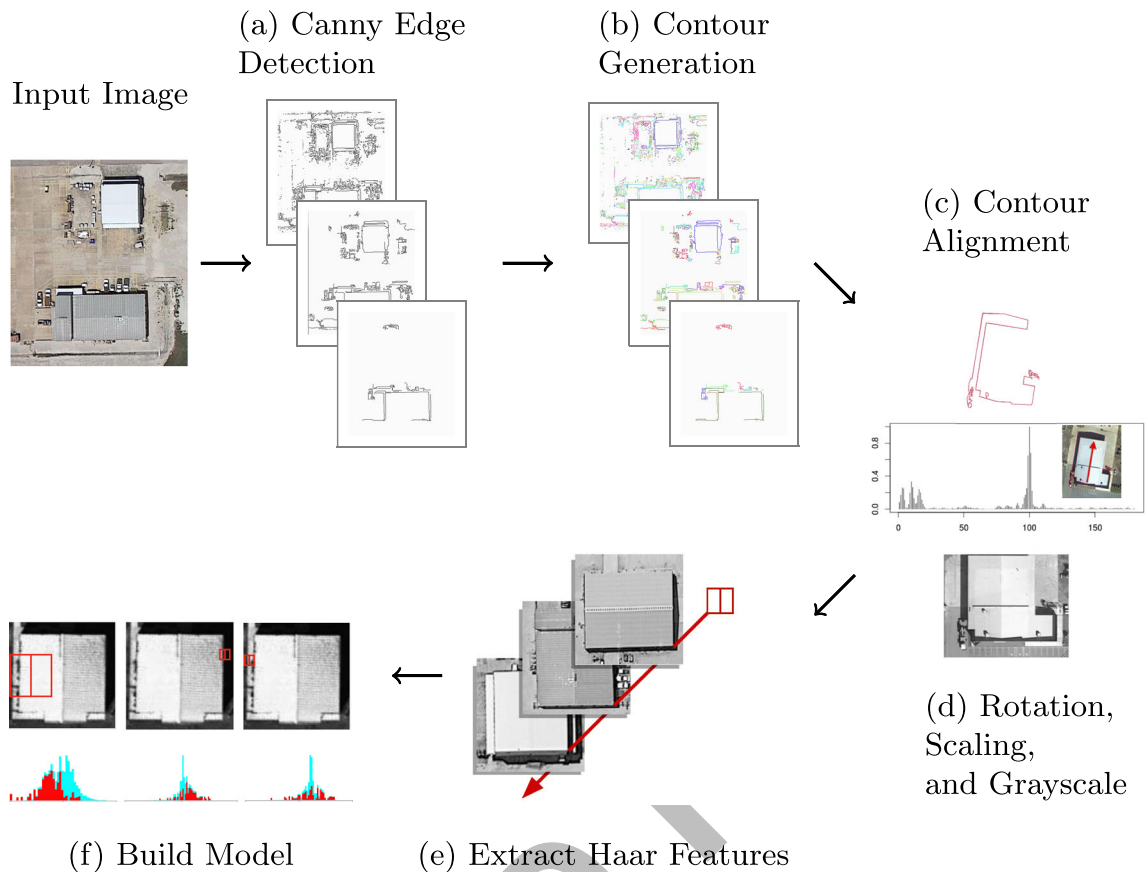 (a) Canny Edge
Detection
(b) Contour
Generation
Input Image
(c) Contour
Alignment
0.8
0.4
0.0
0
50
100
150
(d) Rotation,
Scaling,
and Grayscale
(f) Build Model
(e) Extract Haar Features